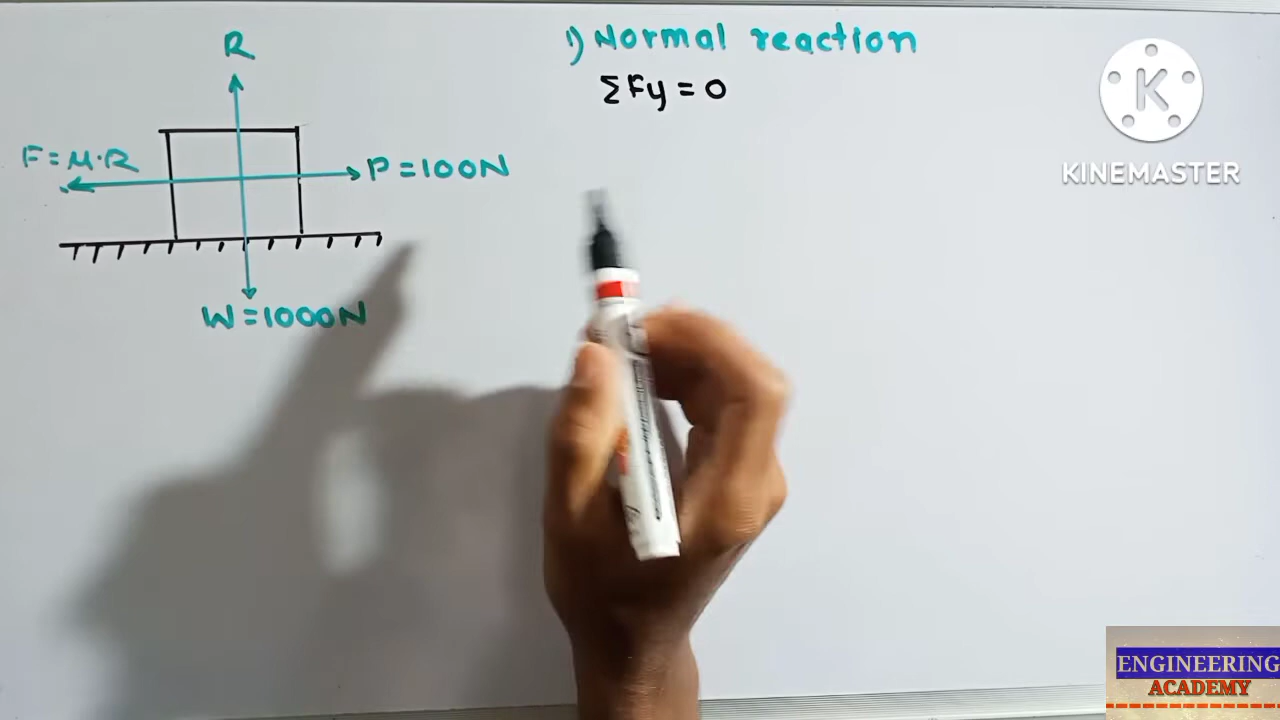 R
F = μ·R
P = 100N
W = 1000N
1) Normal reaction
ΣFy = 0
KINEMASTER
ENGINEERING
ACADEMY